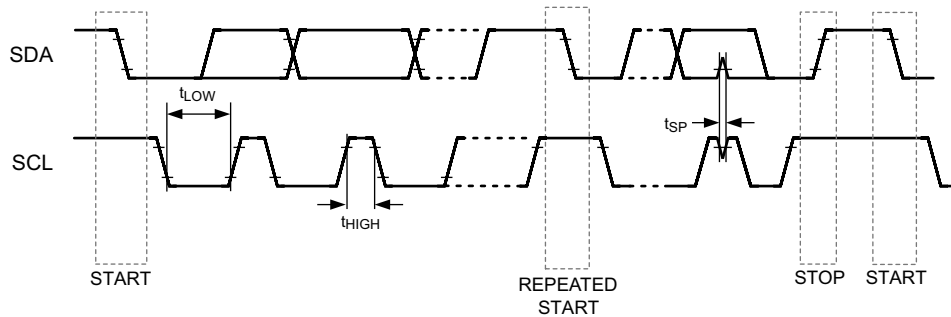 SDA
tLOW
tSP
SCL
tHIGH
START
REPEATED
START
STOP
START